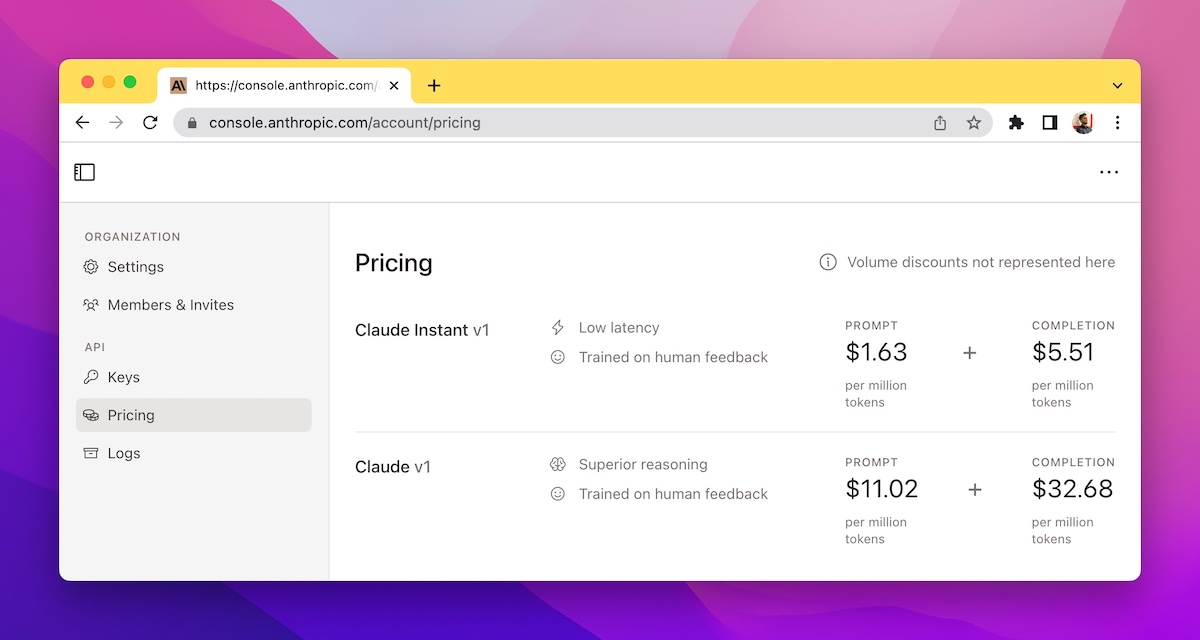 https://console.anthropic.com/
console.anthropic.com/account/pricing
ORGANIZATION
Settings
Members & Invites
API
Keys
Pricing
Logs
Pricing
Volume discounts not represented here
Claude Instant v1
Low latency
Trained on human feedback
PROMPT
$1.63
per million
tokens
+
COMPLETION
$5.51
per million
tokens
Claude v1
Superior reasoning
Trained on human feedback
PROMPT
$11.02
per million
tokens
+
COMPLETION
$32.68
per million
tokens